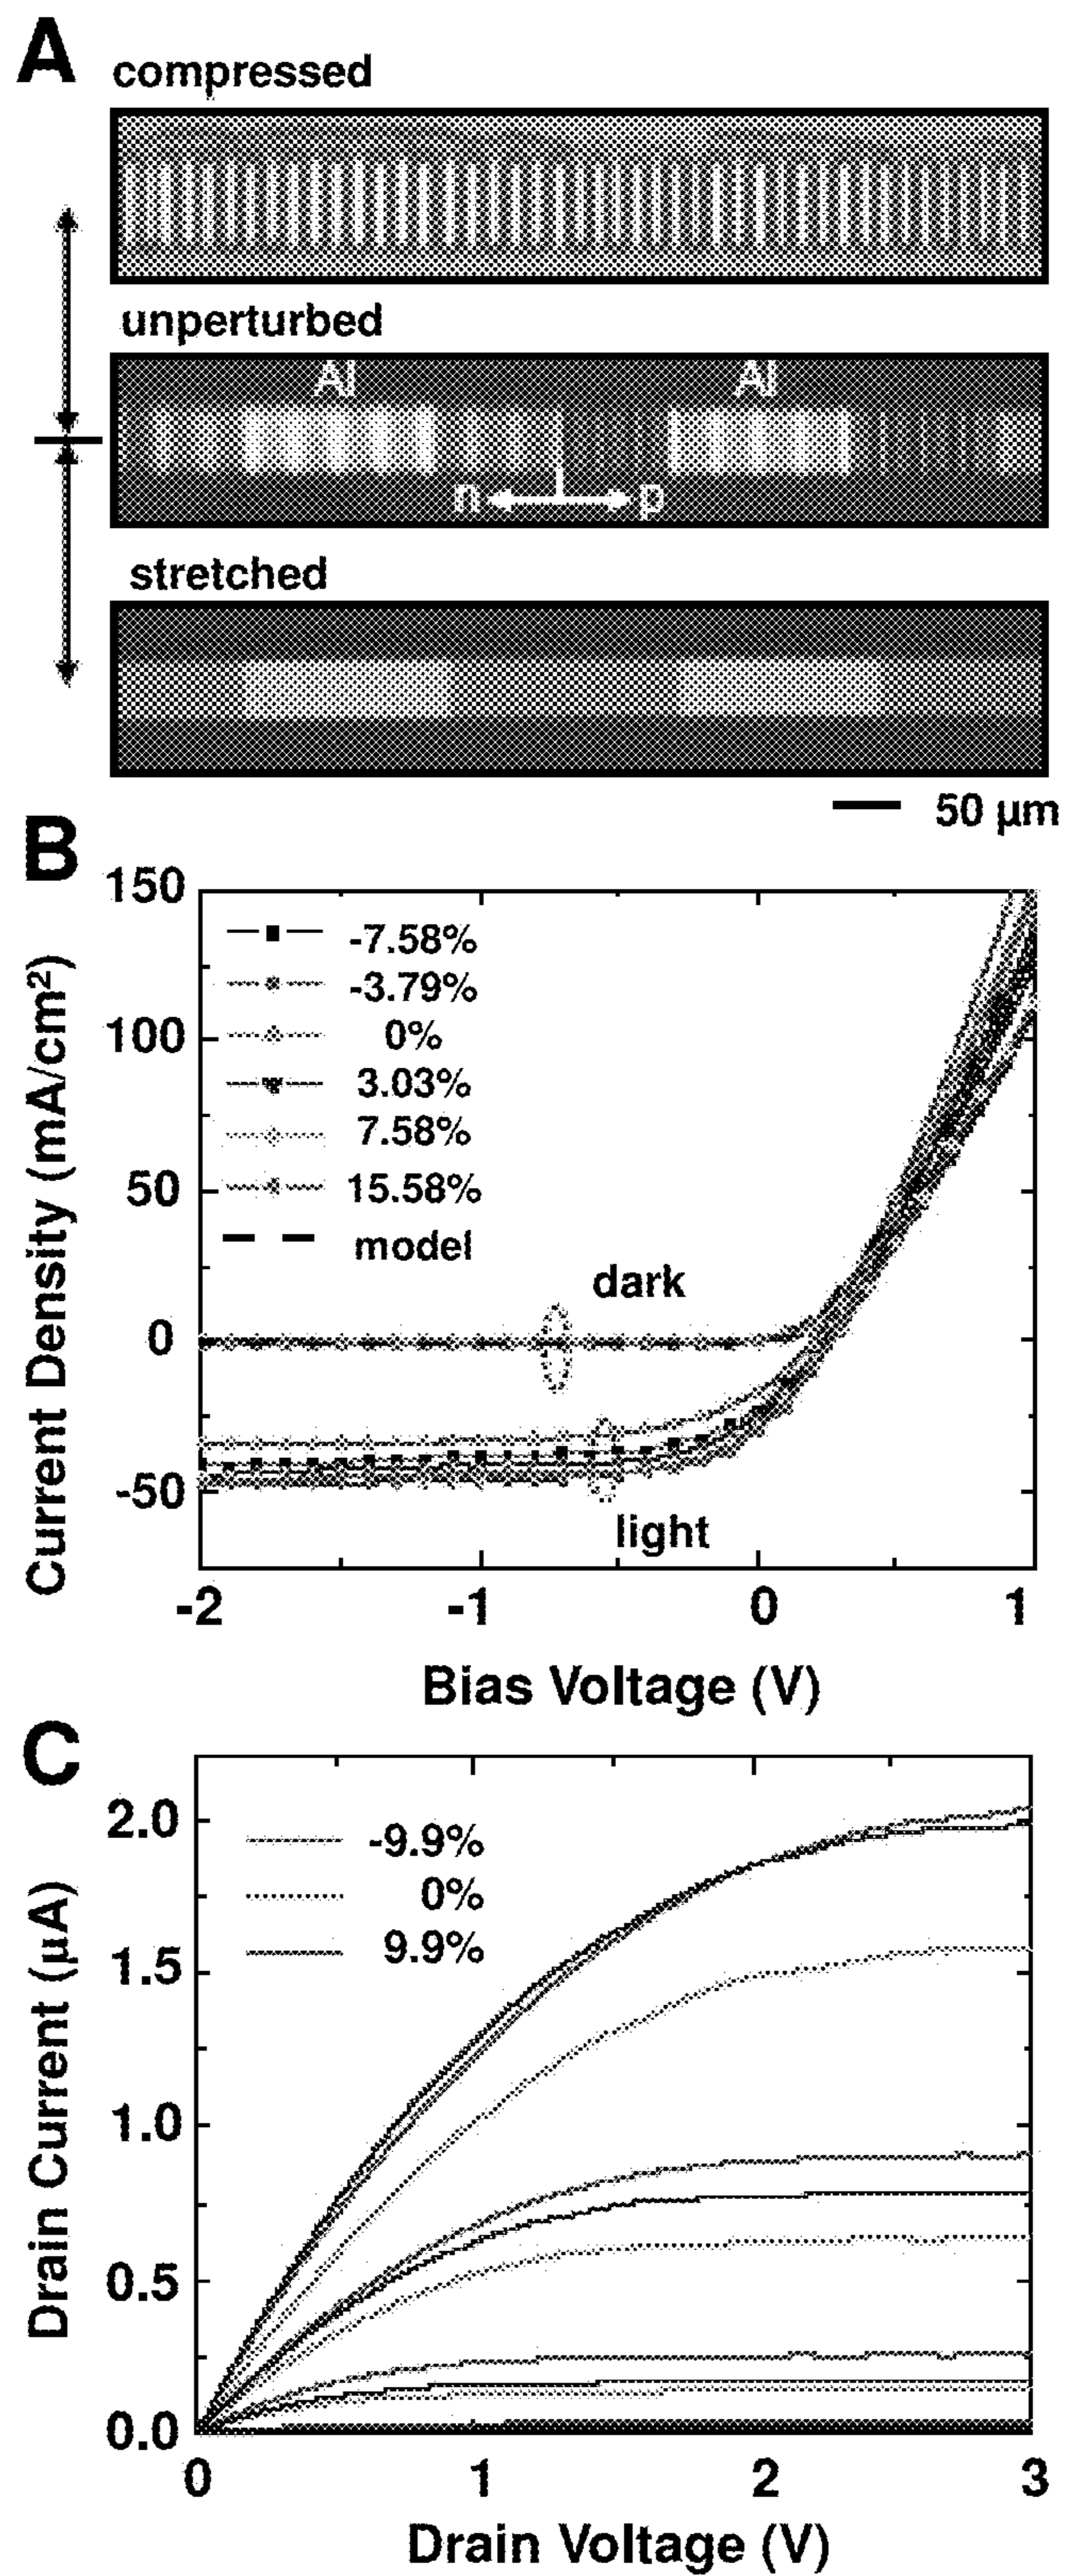 A
compressed
unperturbed
Al Al
n p
stretched
50 µm
B
Current Density (mA/cm²)
150
100
50
0
-50
-7.58%
-3.79%
0%
3.03%
7.58%
15.58%
model
dark
light
-2 -1 0 1
Bias Voltage (V)
C
Drain Current (µA)
2.0
1.5
1.0
0.5
0.0
-9.9%
0%
9.9%
0 1 2 3
Drain Voltage (V)